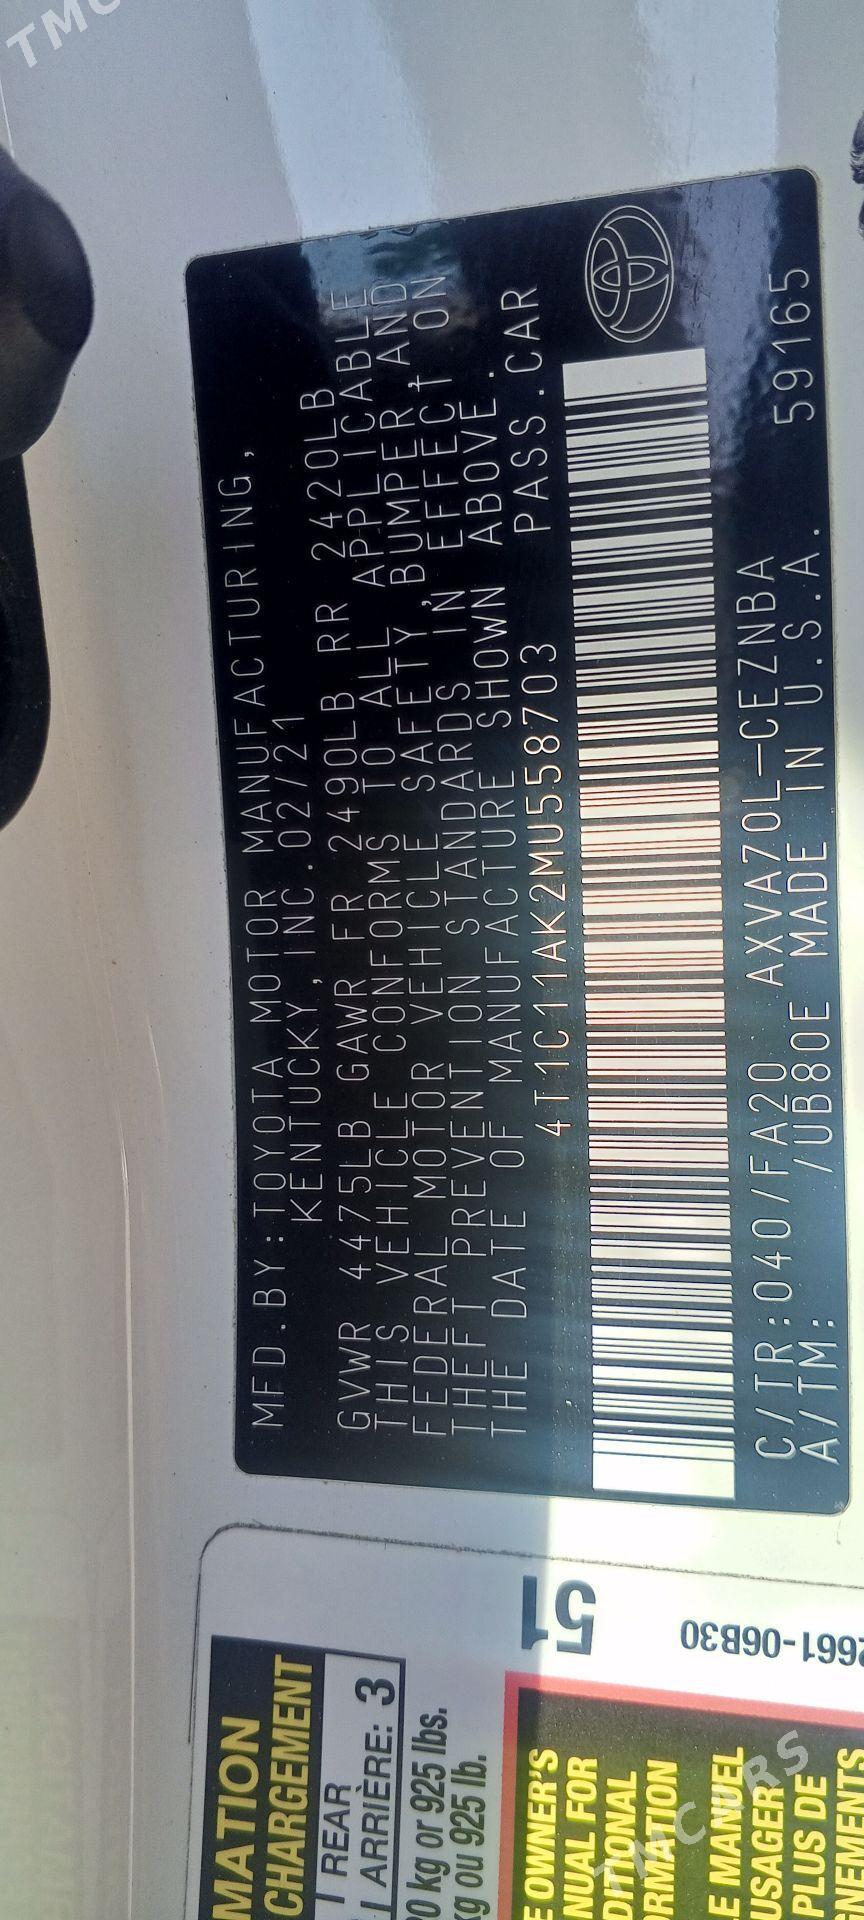 MFD.BY:TOYOTA MOTOR MANUFACTURING,
KENTUCKY, INC.02/21
GVWR 4475LB GAWR FR 2490LB RR 2420LB
THIS VEHICLE CONFORMS TO ALL APPLICABLE
FEDERAL MOTOR VEHICLE SAFETY, BUMPER, AND
THEFT PREVENTION STANDARDS IN EFFECT ON
THE DATE OF MANUFACTURE SHOWN ABOVE.
4T1C11AK2MU558703 PASS.CAR
C/TR:040/FA20 AXVA70L-CEZNBA
A/TM: /UB80E MADE IN U.S.A. 59165
MATION
CHARGEMENT
REAR
ARRIÈRE: 3
kg or 925 lbs.
kg ou 925 lb.
51
661-06B30
OWNER'S
NUAL FOR
DITIONAL
RMATION
E MANUEL
USAGER
PLUS DE
GNEMENTS
TMCARS
TMC